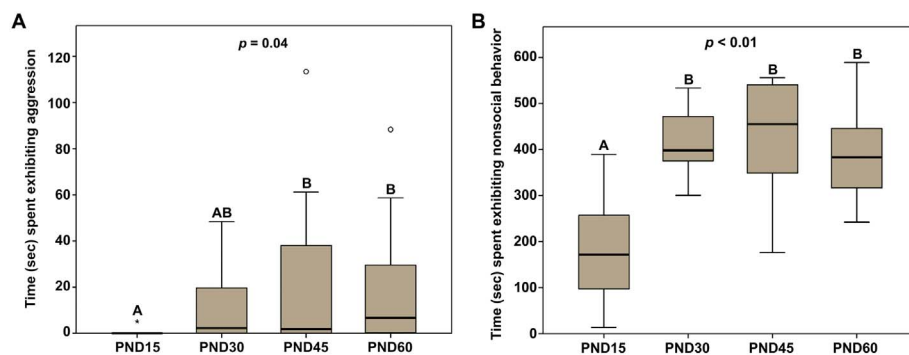 A
p = 0.04
Time (sec) spent exhibiting aggression
120
100
80
60
40
20
0
A
*
AB
B
B
PND15 PND30 PND45 PND60
B
p < 0.01
Time (sec) spent exhibiting nonsocial behavior
600
500
400
300
200
100
0
A
B
B
B
PND15 PND30 PND45 PND60